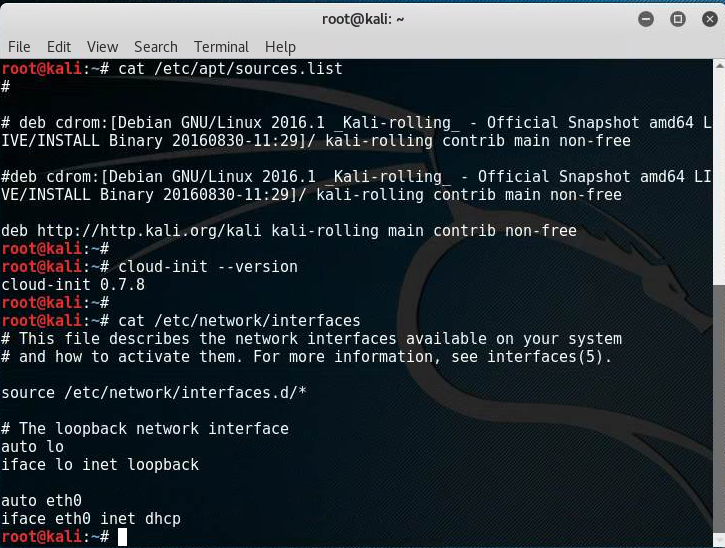 root@kali: ~
File Edit View Search Terminal Help
root@kali:~# cat /etc/apt/sources.list
#
# deb cdrom:[Debian GNU/Linux 2016.1 _Kali-rolling_ - Official Snapshot amd64 L
IVE/INSTALL Binary 20160830-11:29]/ kali-rolling contrib main non-free
#deb cdrom:[Debian GNU/Linux 2016.1 _Kali-rolling_ - Official Snapshot amd64 LI
VE/INSTALL Binary 20160830-11:29]/ kali-rolling contrib main non-free
deb http://http.kali.org/kali kali-rolling main contrib non-free
root@kali:~#
root@kali:~# cloud-init --version
cloud-init 0.7.8
root@kali:~#
root@kali:~# cat /etc/network/interfaces
# This file describes the network interfaces available on your system
# and how to activate them. For more information, see interfaces(5).
source /etc/network/interfaces.d/*
# The loopback network interface
auto lo
iface lo inet loopback
auto eth0
iface eth0 inet dhcp
root@kali:~#